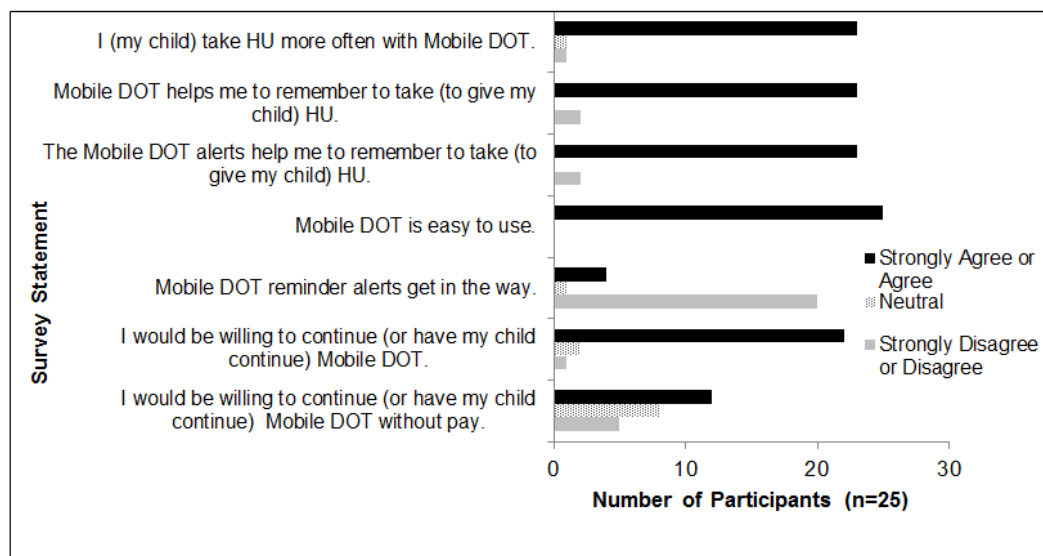 I (my child) take HU more often with Mobile DOT.
Mobile DOT helps me to remember to take (to give my
child) HU.
The Mobile DOT alerts help me to remember to take (to
give my child) HU.
Mobile DOT is easy to use.
Mobile DOT reminder alerts get in the way.
I would be willing to continue (or have my child
continue) Mobile DOT.
I would be willing to continue (or have my child
continue) Mobile DOT without pay.
Survey Statement
Strongly Agree or
Agree
Neutral
Strongly Disagree
or Disagree
0 10 20 30
Number of Participants (n=25)